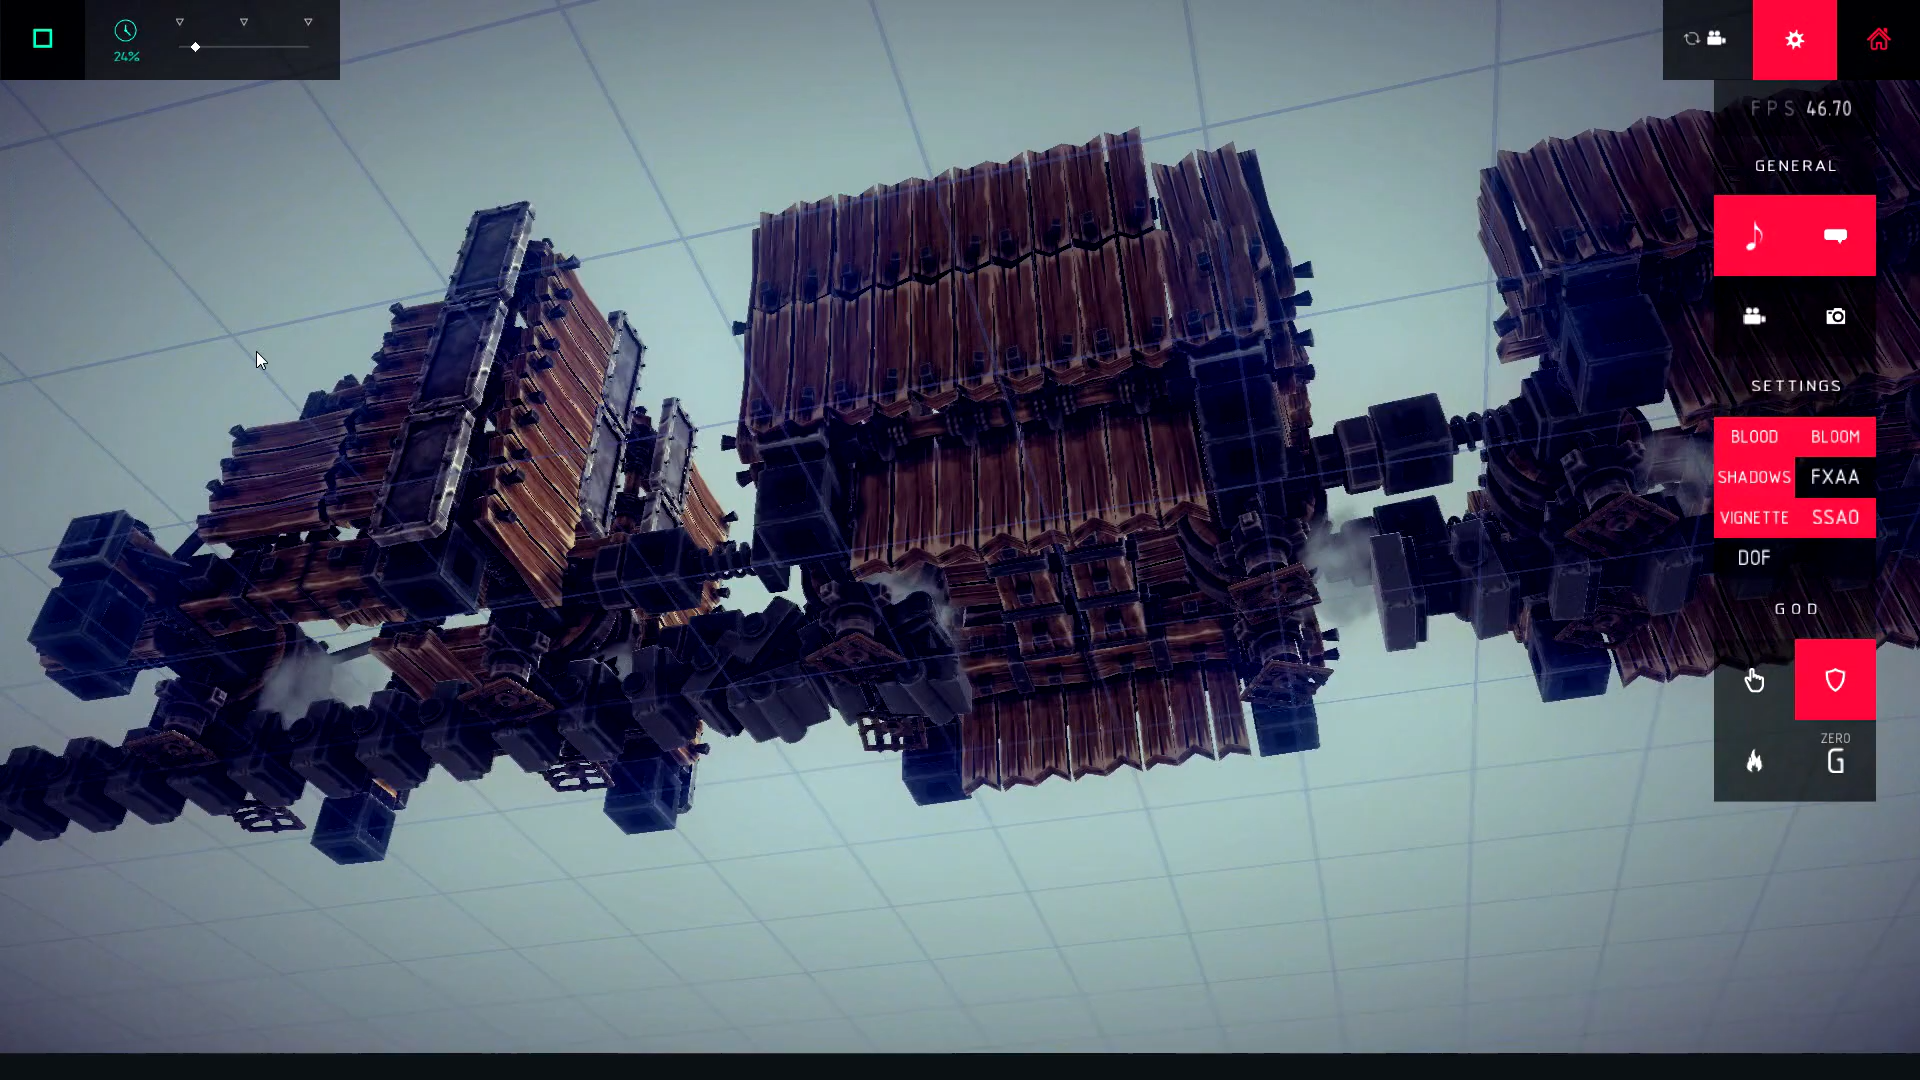 24%
FPS 46.70
GENERAL
SETTINGS
BLOOD BLOOM
SHADOWS FXAA
VIGNETTE SSAO
DOF
GOD
ZERO
G